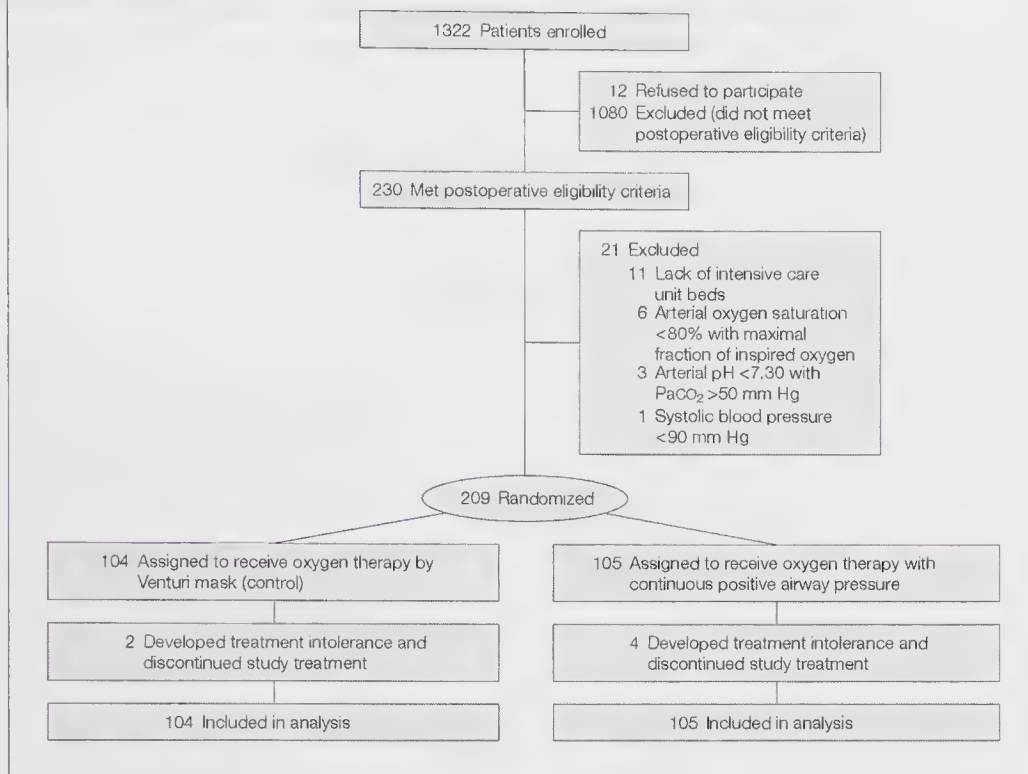 1322 Patients enrolled
12 Refused to participate
1080 Excluded (did not meet
postoperative eligibility criteria)
230 Met postoperative eligibility criteria
21 Excluded
11 Lack of intensive care
unit beds
6 Arterial oxygen saturation
<80% with maximal
fraction of inspired oxygen
3 Arterial pH <7.30 with
PaCO₂ >50 mm Hg
1 Systolic blood pressure
<90 mm Hg
209 Randomized
104 Assigned to receive oxygen therapy by
Venturi mask (control)
2 Developed treatment intolerance and
discontinued study treatment
104 Included in analysis
105 Assigned to receive oxygen therapy with
continuous positive airway pressure
4 Developed treatment intolerance and
discontinued study treatment
105 Included in analysis